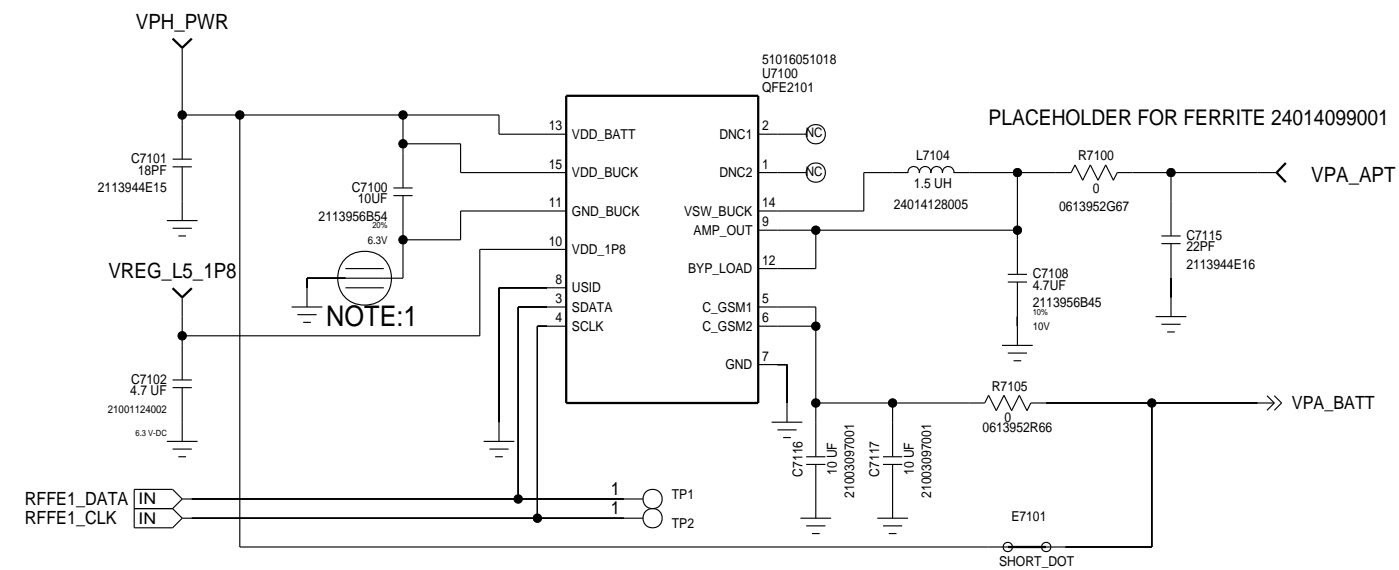 VPH_PWR
51016051018
U7100
QFE2101
PLACEHOLDER FOR FERRITE 24014099001
C7101
18PF
2113944E15
C7100
10UF
2113956B54
20%
6.3V
13 VDD_BATT
15 VDD_BUCK
11 GND_BUCK
10 VDD_1P8
8 USID
3 SDATA
4 SCLK
DNC1 2 NC
DNC2 1 NC
VSW_BUCK 14
AMP_OUT 9
BYP_LOAD 12
C_GSM1 5
C_GSM2 6
GND 7
L7104
1.5 UH
24014128005
R7100
0
0613952G67
VPA_APT
C7115
22PF
2113944E16
C7108
4.7UF
2113956B45
10%
10V
VREG_L5_1P8
NOTE:1
C7102
4.7 UF
21001124002
6.3 V-DC
R7105
0
0613952R66
VPA_BATT
C7116
10 UF
21003097001
C7117
10 UF
21003097001
RFFE1_DATA IN
RFFE1_CLK IN
1 TP1
1 TP2
E7101
SHORT_DOT